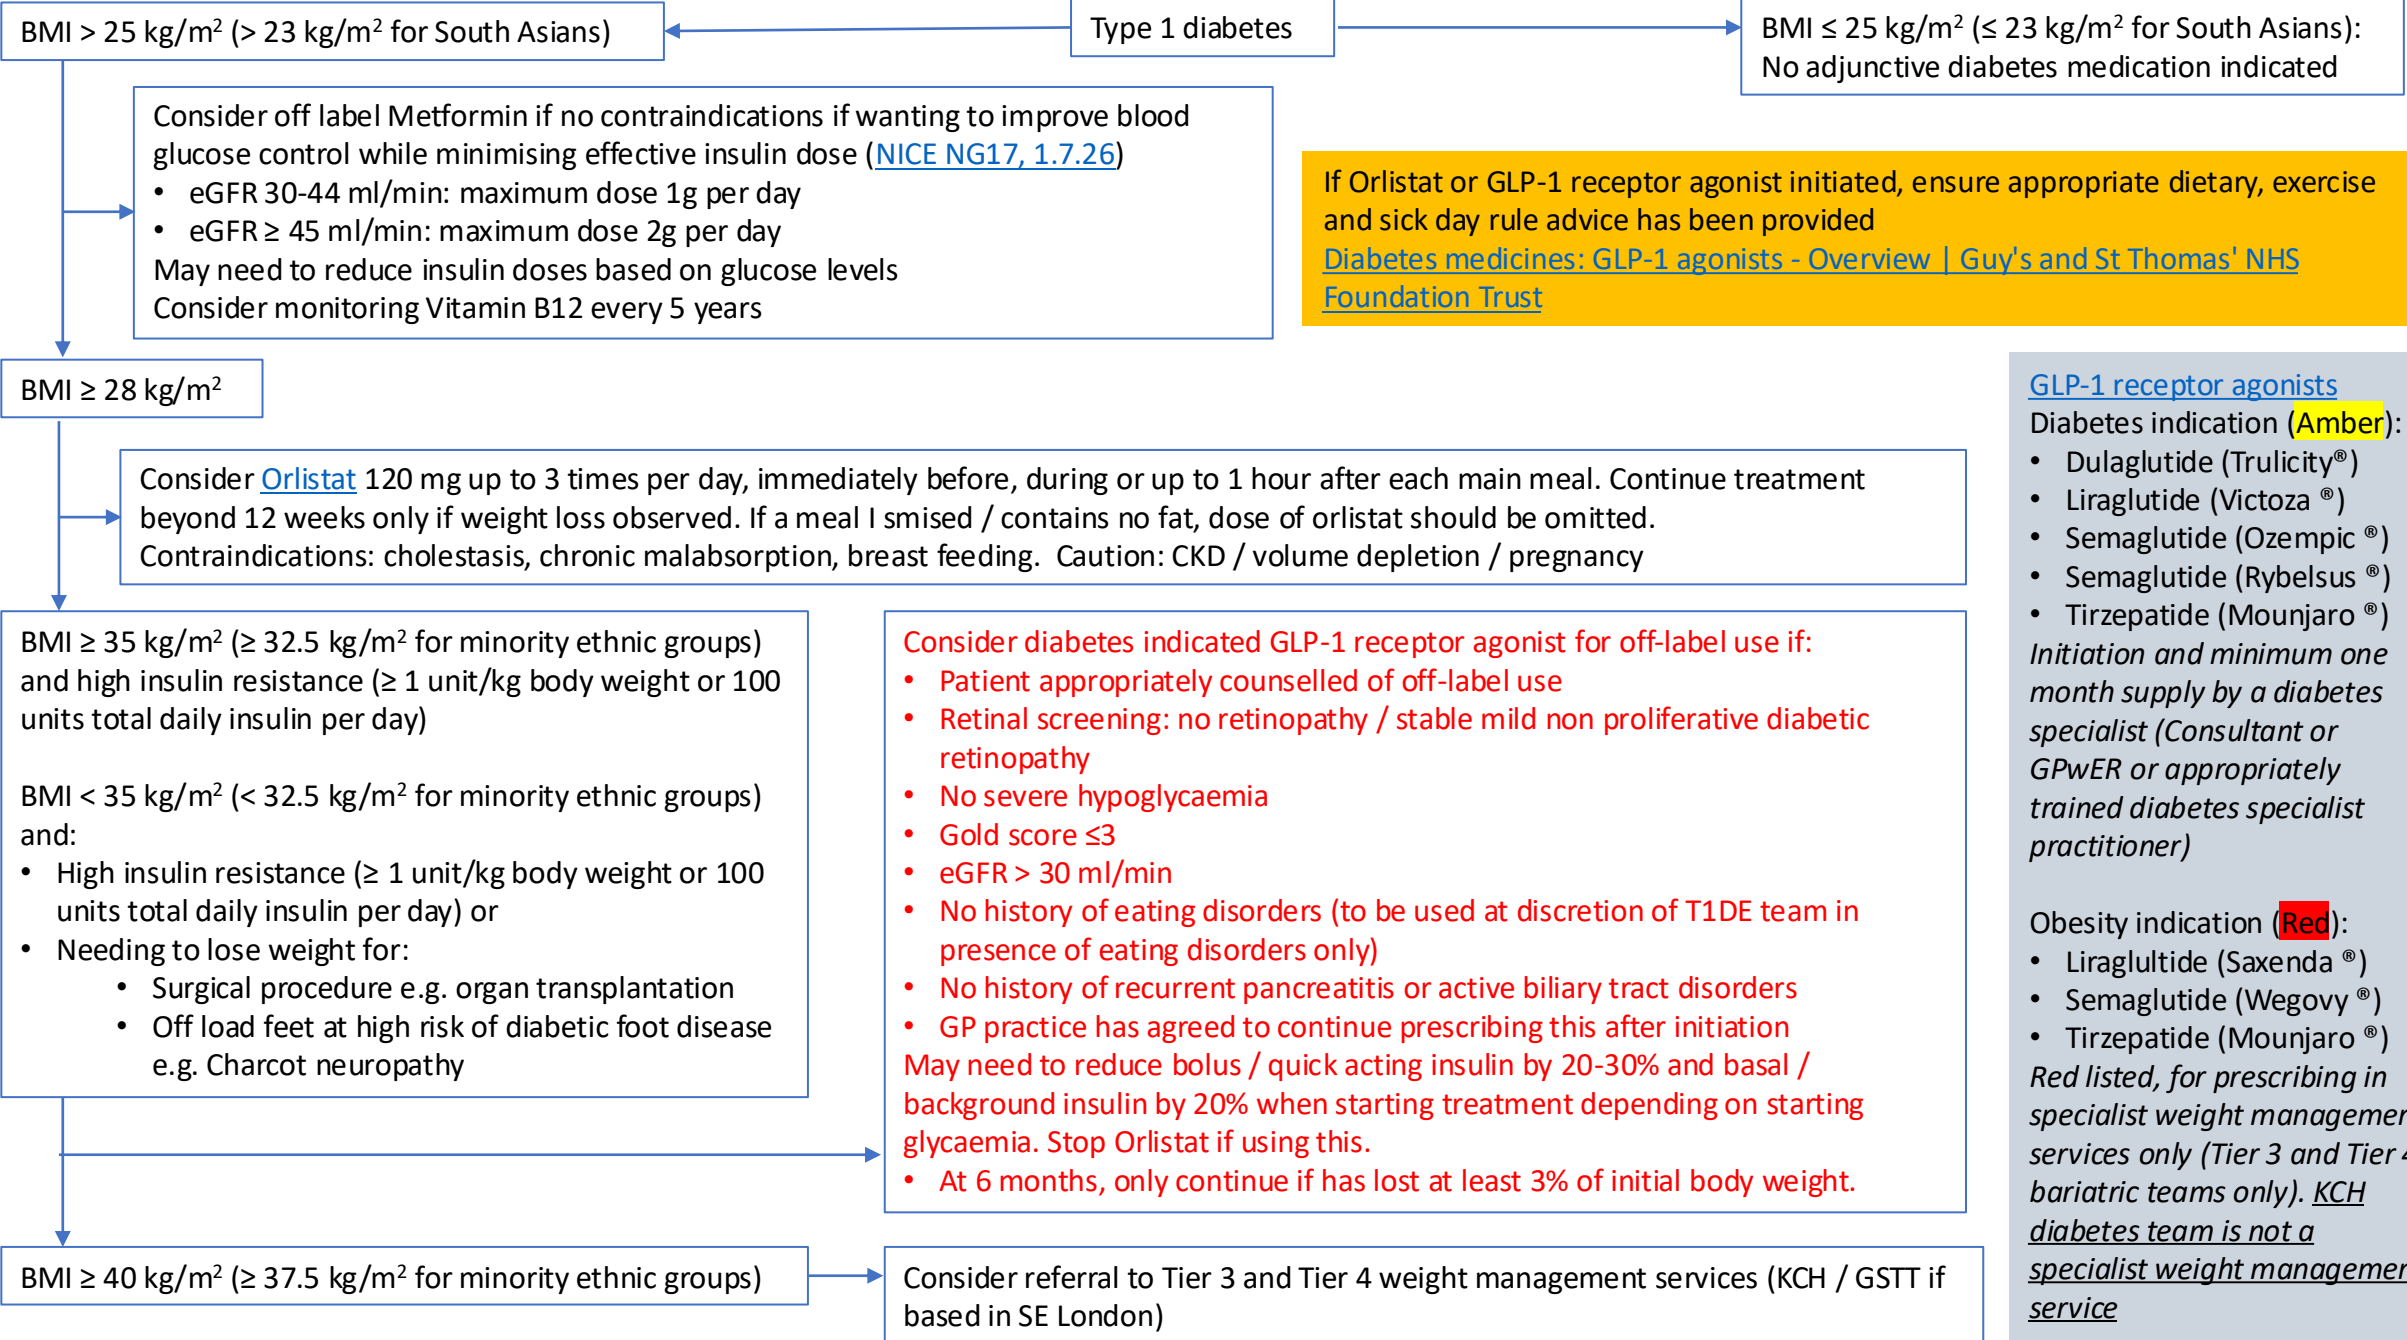 Type 1 diabetes
BMI > 25 kg/m² (> 23 kg/m² for South Asians)
BMI ≤ 25 kg/m² (≤ 23 kg/m² for South Asians):
No adjunctive diabetes medication indicated
Consider off label Metformin if no contraindications if wanting to improve blood
glucose control while minimising effective insulin dose (NICE NG17, 1.7.26)
• eGFR 30-44 ml/min: maximum dose 1g per day
• eGFR ≥ 45 ml/min: maximum dose 2g per day
May need to reduce insulin doses based on glucose levels
Consider monitoring Vitamin B12 every 5 years
If Orlistat or GLP-1 receptor agonist initiated, ensure appropriate dietary, exercise
and sick day rule advice has been provided
Diabetes medicines: GLP-1 agonists - Overview | Guy's and St Thomas' NHS
Foundation Trust
BMI ≥ 28 kg/m²
Consider Orlistat 120 mg up to 3 times per day, immediately before, during or up to 1 hour after each main meal. Continue treatment
beyond 12 weeks only if weight loss observed. If a meal I smised / contains no fat, dose of orlistat should be omitted.
Contraindications: cholestasis, chronic malabsorption, breast feeding. Caution: CKD / volume depletion / pregnancy
BMI ≥ 35 kg/m² (≥ 32.5 kg/m² for minority ethnic groups)
and high insulin resistance (≥ 1 unit/kg body weight or 100
units total daily insulin per day)
BMI < 35 kg/m² (< 32.5 kg/m² for minority ethnic groups)
and:
• High insulin resistance (≥ 1 unit/kg body weight or 100
units total daily insulin per day) or
• Needing to lose weight for:
• Surgical procedure e.g. organ transplantation
• Off load feet at high risk of diabetic foot disease
e.g. Charcot neuropathy
Consider diabetes indicated GLP-1 receptor agonist for off-label use if:
• Patient appropriately counselled of off-label use
• Retinal screening: no retinopathy / stable mild non proliferative diabetic
retinopathy
• No severe hypoglycaemia
• Gold score ≤3
• eGFR > 30 ml/min
• No history of eating disorders (to be used at discretion of T1DE team in
presence of eating disorders only)
• No history of recurrent pancreatitis or active biliary tract disorders
• GP practice has agreed to continue prescribing this after initiation
May need to reduce bolus / quick acting insulin by 20-30% and basal /
background insulin by 20% when starting treatment depending on starting
glycaemia. Stop Orlistat if using this.
• At 6 months, only continue if has lost at least 3% of initial body weight.
BMI ≥ 40 kg/m² (≥ 37.5 kg/m² for minority ethnic groups)
Consider referral to Tier 3 and Tier 4 weight management services (KCH / GSTT if
based in SE London)
GLP-1 receptor agonists
Diabetes indication (Amber):
• Dulaglutide (Trulicity®)
• Liraglutide (Victoza ®)
• Semaglutide (Ozempic ®)
• Semaglutide (Rybelsus ®)
• Tirzepatide (Mounjaro ®)
Initiation and minimum one
month supply by a diabetes
specialist (Consultant or
GPwER or appropriately
trained diabetes specialist
practitioner)
Obesity indication (Red):
• Liraglultide (Saxenda ®)
• Semaglutide (Wegovy ®)
• Tirzepatide (Mounjaro ®)
Red listed, for prescribing in
specialist weight managemen
services only (Tier 3 and Tier 4
bariatric teams only). KCH
diabetes team is not a
specialist weight managemen
service